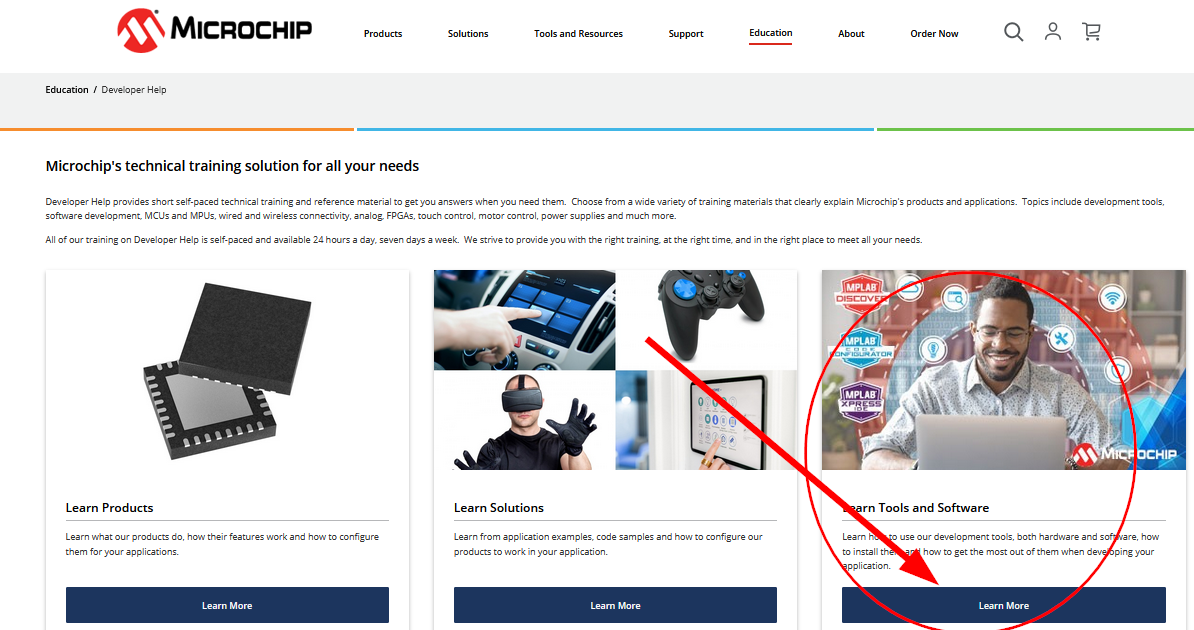 MICROCHIP
Products
Solutions
Tools and Resources
Support
Education
About
Order Now
Education / Developer Help
Microchip's technical training solution for all your needs
Developer Help provides short self-paced technical training and reference material to get you answers when you need them. Choose from a wide variety of training materials that clearly explain Microchip's products and applications. Topics include development tools,
software development, MCUs and MPUs, wired and wireless connectivity, analog, FPGAs, touch control, motor control, power supplies and much more.
All of our training on Developer Help is self-paced and available 24 hours a day, seven days a week. We strive to provide you with the right training, at the right time, and in the right place to meet all your needs.
MPLAB
DISCOVER
MPLAB
CODE
CONFIGURATOR
MPLAB
XPRESS
IDE
MICROCHIP
Learn Products
Learn what our products do, how their features work and how to configure
them for your applications.
Learn More
Learn Solutions
Learn from application examples, code samples and how to configure our
products to work in your application.
Learn More
Learn Tools and Software
Learn how to use our development tools, both hardware and software, how
to install them and how to get the most out of them when developing your
application.
Learn More